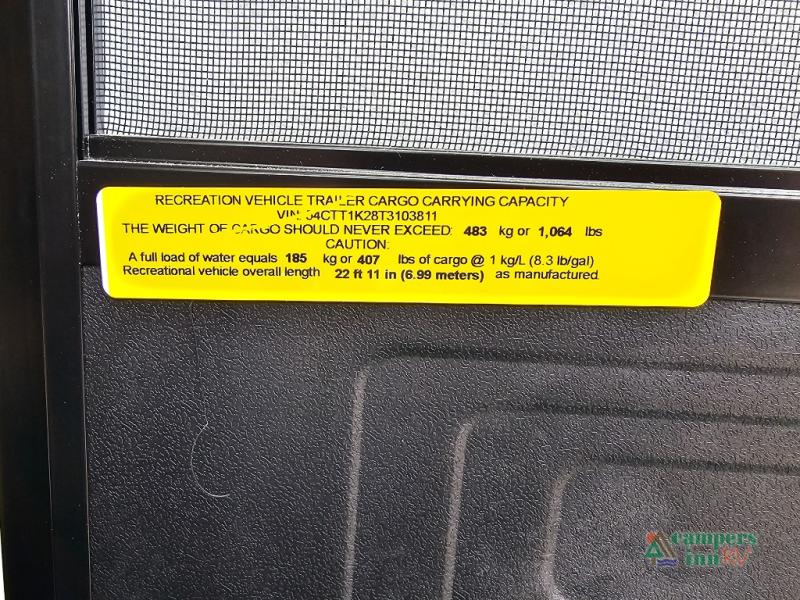 RECREATION VEHICLE TRAILER CARGO CARRYING CAPACITY
VIN: 54CTT1K28T3103811
THE WEIGHT OF CARGO SHOULD NEVER EXCEED: 483 kg or 1,064 lbs
CAUTION:
A full load of water equals 185 kg or 407 lbs of cargo @ 1 kg/L (8.3 lb/gal)
Recreational vehicle overall length 22 ft 11 in (6.99 meters) as manufactured.
campers
inn RV